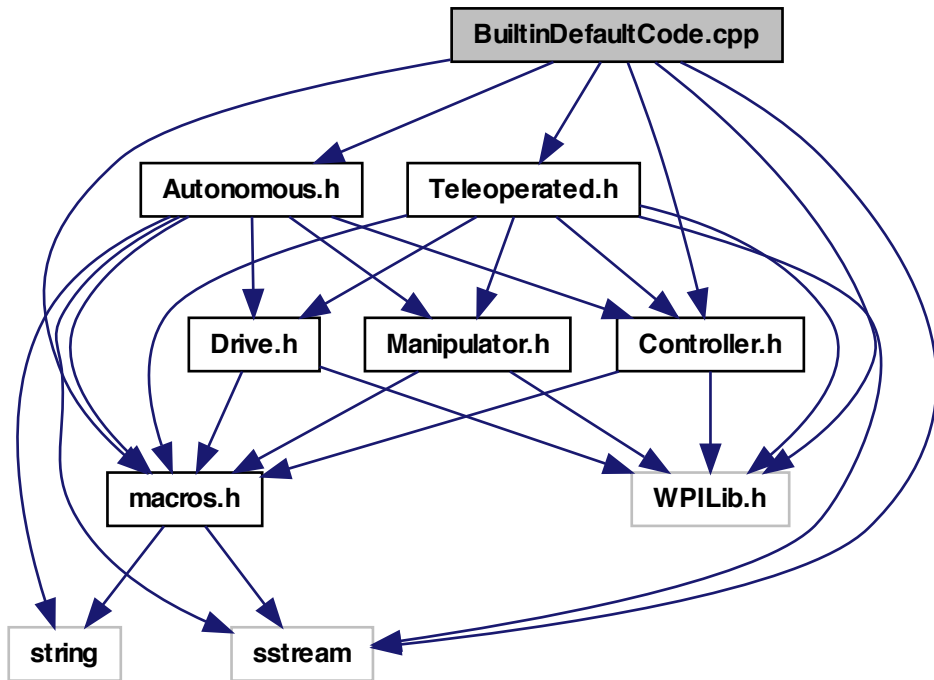 BuiltinDefaultCode.cpp
Autonomous.h
Teleoperated.h
Drive.h
Manipulator.h
Controller.h
macros.h
WPILib.h
string
sstream